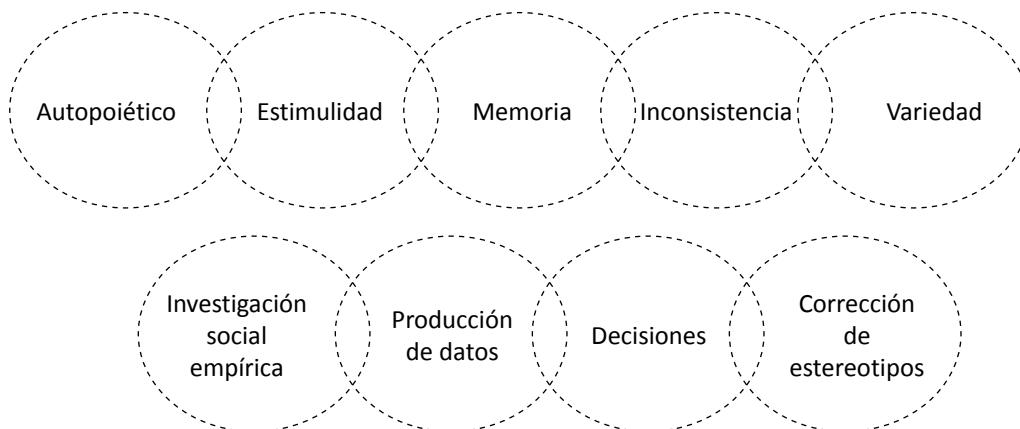 Autopoiético Estimulidad Memoria Inconsistencia Variedad
Investigación
social
empírica
Producción
de datos
Decisiones
Corrección
de
estereotipos